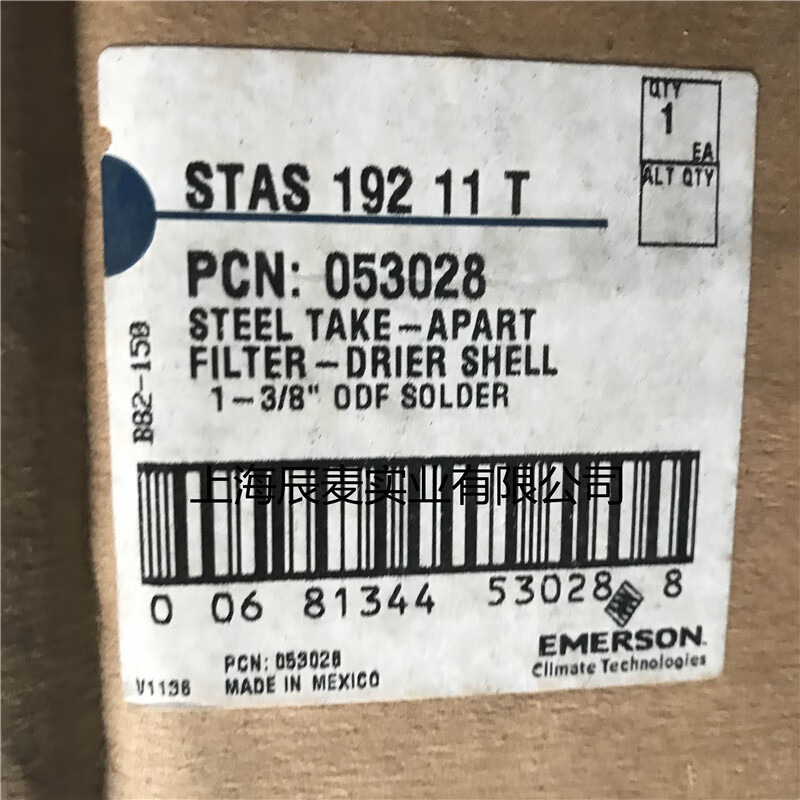 QTY
1
EA
ALT QTY
STAS 192 11 T
PCN: 053028
STEEL TAKE-APART
FILTER-DRIER SHELL
1-3/8" ODF SOLDER
B82-150
上海辰麦实业有限公司
0 06 81344 53028 8
EMERSON.
Climate Technologies
PCN: 053028
V1136 MADE IN MEXICO